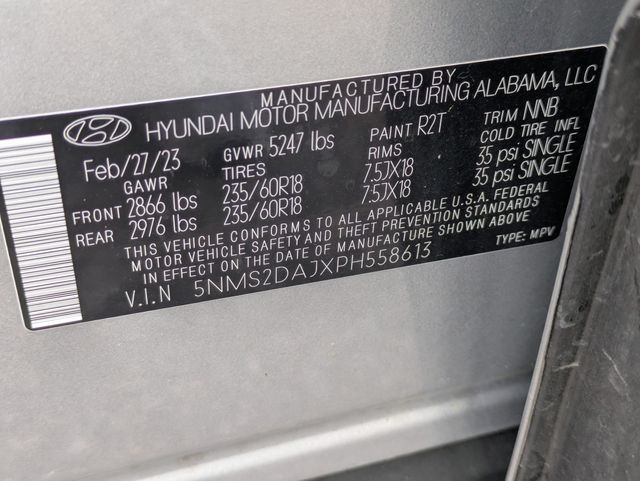 MANUFACTURED BY
HYUNDAI MOTOR MANUFACTURING ALABAMA, LLC
Feb/27/23 GVWR 5247 lbs PAINT R2T TRIM NNB
GAWR TIRES RIMS COLD TIRE INFL
FRONT 2866 lbs 235/60R18 7.5JX18 35 psi SINGLE
REAR 2976 lbs 235/60R18 7.5JX18 35 psi SINGLE
THIS VEHICLE CONFORMS TO ALL APPLICABLE U.S.A. FEDERAL
MOTOR VEHICLE SAFETY AND THEFT PREVENTION STANDARDS
IN EFFECT ON THE DATE OF MANUFACTURE SHOWN ABOVE
V.I.N 5NMS2DAJXPH558613 TYPE: MPV